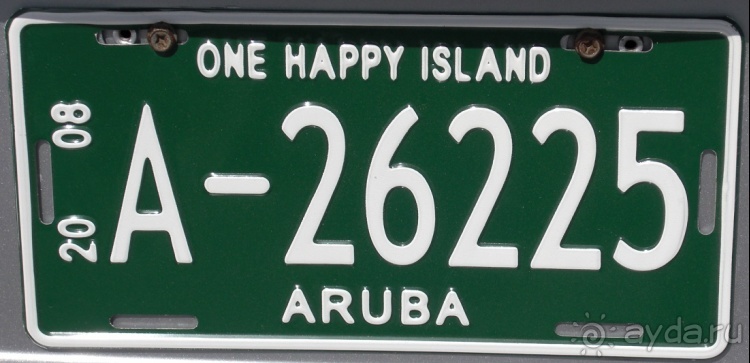 ONE HAPPY ISLAND
20 08
A-26225
ARUBA
ayda.ru